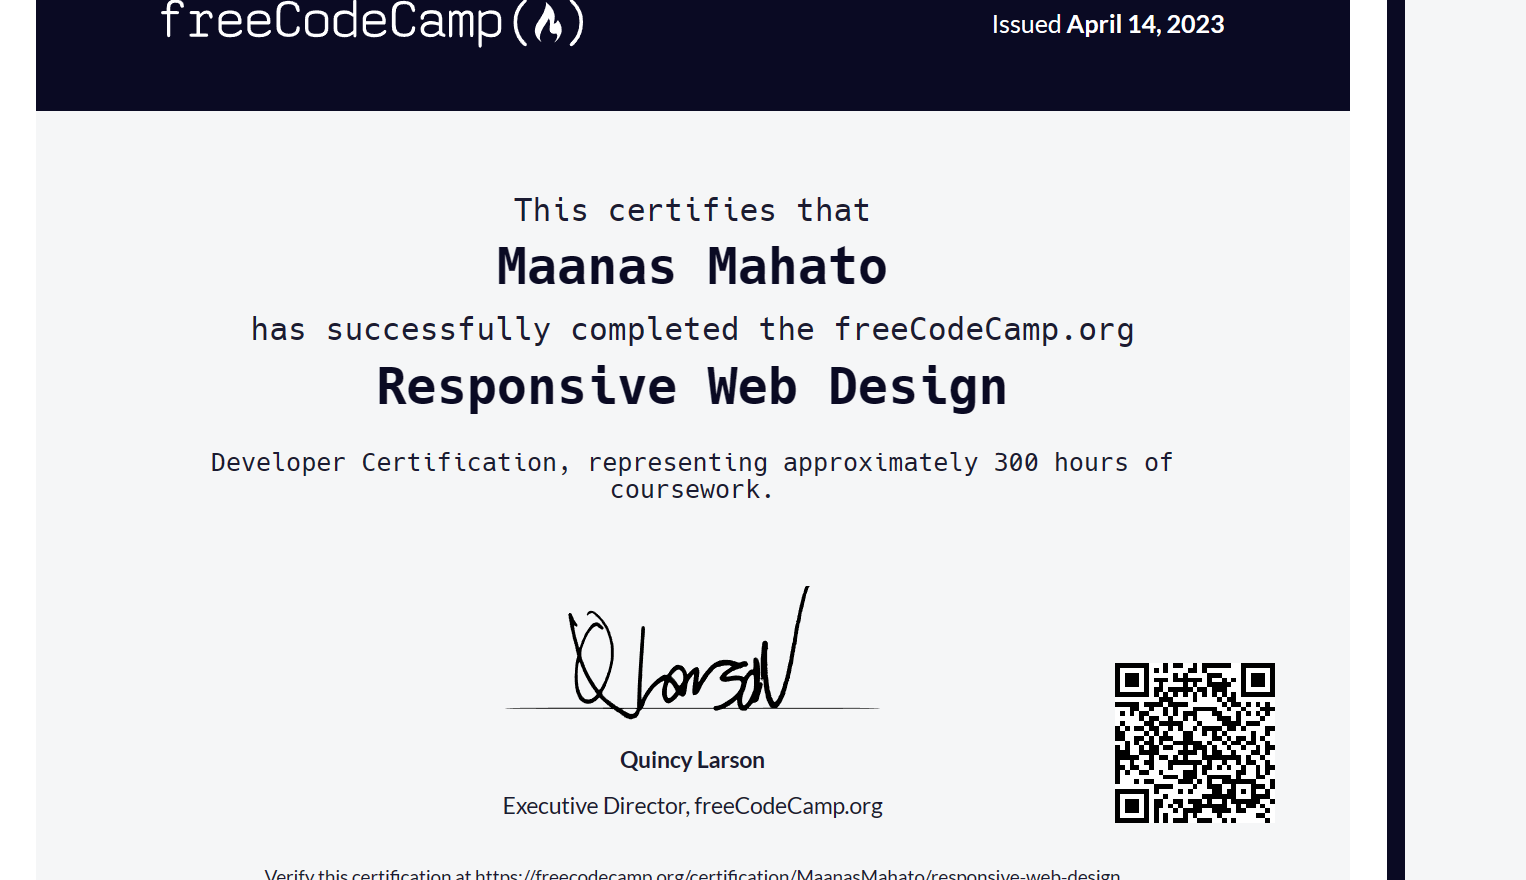 freeCodeCamp
Issued April 14, 2023
This certifies that
Maanas Mahato
has successfully completed the freeCodeCamp.org
Responsive Web Design
Developer Certification, representing approximately 300 hours of
coursework.
Q Larson
Quincy Larson
Executive Director, freeCodeCamp.org
Verify this certification at https://freecodecamp.org/certification/MaanasMahato/responsive-web-design